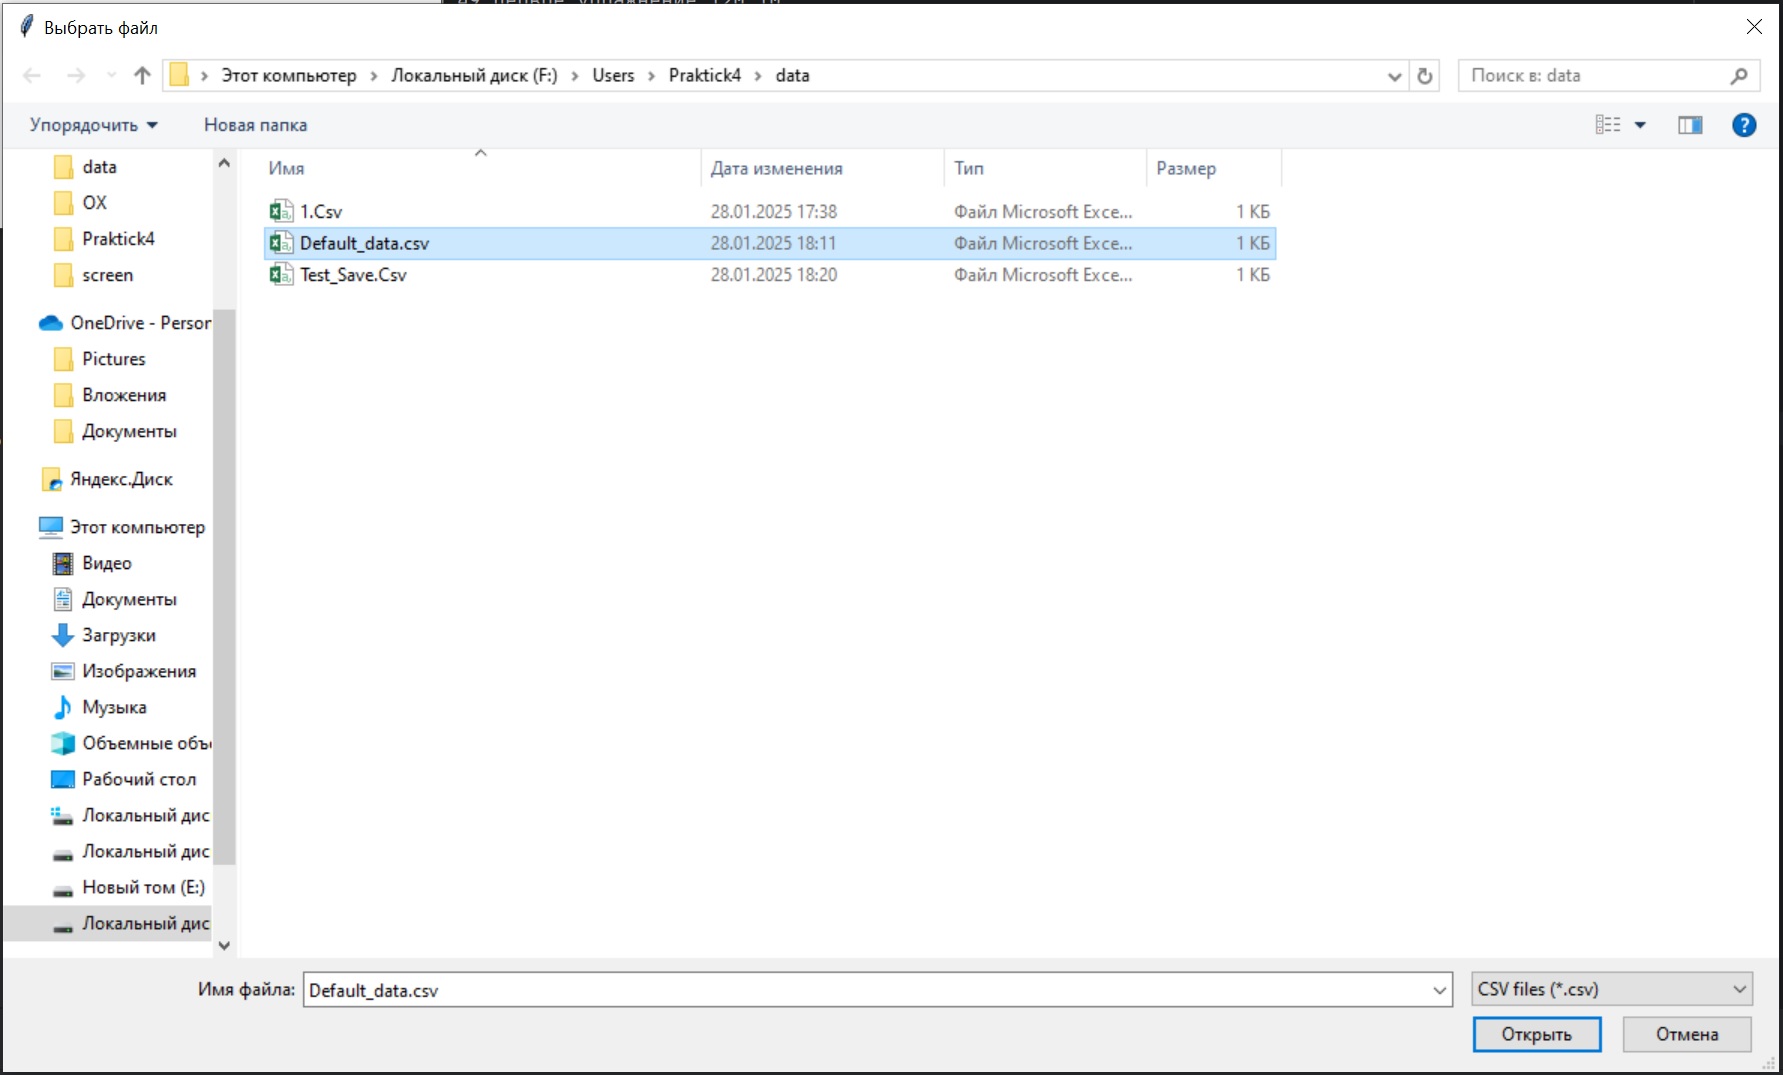 Выбрать файл
Этот компьютер > Локальный диск (F:) > Users > Praktick4 > data
Поиск в: data
Упорядочить
Новая папка
?
Имя
Дата изменения
Тип
Размер
1.Csv 28.01.2025 17:38 Файл Microsoft Exce... 1 КБ
Default_data.csv 28.01.2025 18:11 Файл Microsoft Exce... 1 КБ
Test_Save.Csv 28.01.2025 18:20 Файл Microsoft Exce... 1 КБ
data
OX
Praktick4
screen
OneDrive - Person
Pictures
Вложения
Документы
Яндекс.Диск
Этот компьютер
Видео
Документы
Загрузки
Изображения
Музыка
Объемные объ
Рабочий стол
Локальный дис
Локальный дис
Новый том (E:)
Локальный дис
Имя файла:
Default_data.csv
CSV files (*.csv)
Открыть
Отмена